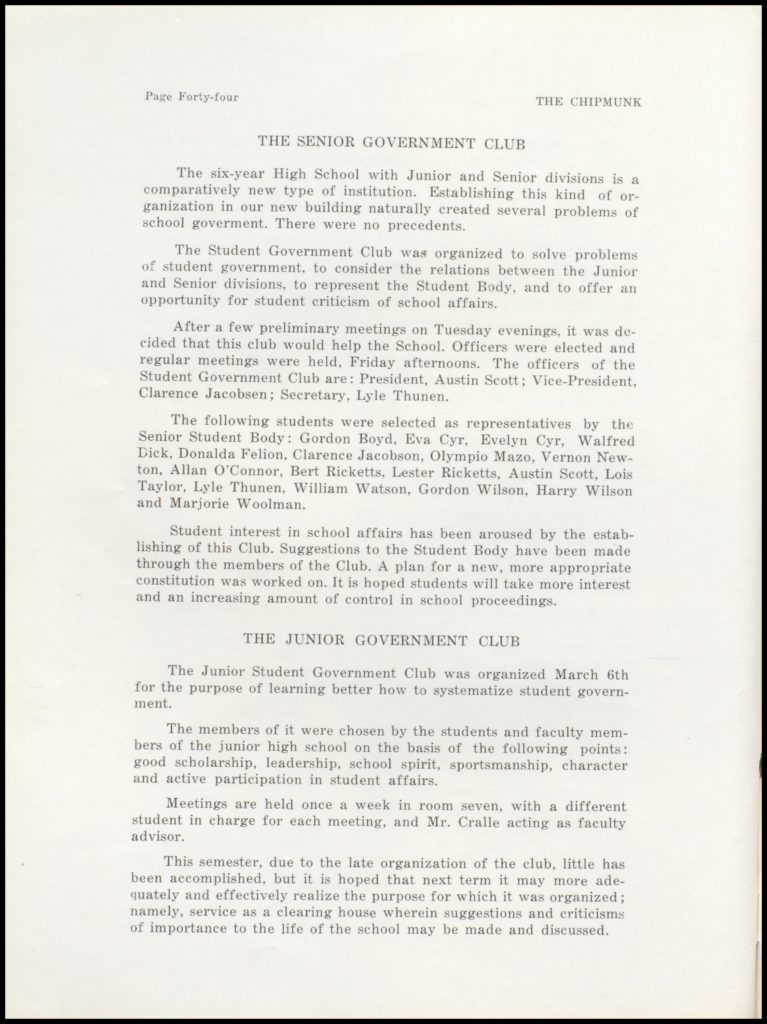 Page Forty-four
THE CHIPMUNK
THE SENIOR GOVERNMENT CLUB
The six-year High School with Junior and Senior divisions is a
comparatively new type of institution. Establishing this kind of or-
ganization in our new building naturally created several problems of
school goverment. There were no precedents.
The Student Government Club was organized to solve problems
of student government, to consider the relations between the Junior
and Senior divisions, to represent the Student Body, and to offer an
opportunity for student criticism of school affairs.
After a few preliminary meetings on Tuesday evenings, it was de-
cided that this club would help the School. Officers were elected and
regular meetings were held, Friday afternoons. The officers of the
Student Government Club are: President, Austin Scott; Vice-President,
Clarence Jacobsen; Secretary, Lyle Thunen.
The following students were selected as representatives by the
Senior Student Body: Gordon Boyd, Eva Cyr, Evelyn Cyr, Walfred
Dick, Donalda Felion, Clarence Jacobson, Olympio Mazo, Vernon New-
ton, Allan O'Connor, Bert Ricketts, Lester Ricketts, Austin Scott, Lois
Taylor, Lyle Thunen, William Watson, Gordon Wilson, Harry Wilson
and Marjorie Woolman.
Student interest in school affairs has been aroused by the estab-
lishing of this Club. Suggestions to the Student Body have been made
through the members of the Club. A plan for a new, more appropriate
constitution was worked on. It is hoped students will take more interest
and an increasing amount of control in school proceedings.
THE JUNIOR GOVERNMENT CLUB
The Junior Student Government Club was organized March 6th
for the purpose of learning better how to systematize student govern-
ment.
The members of it were chosen by the students and faculty mem-
bers of the junior high school on the basis of the following points:
good scholarship, leadership, school spirit, sportsmanship, character
and active participation in student affairs.
Meetings are held once a week in room seven, with a different
student in charge for each meeting, and Mr. Cralle acting as faculty
advisor.
This semester, due to the late organization of the club, little has
been accomplished, but it is hoped that next term it may more ade-
quately and effectively realize the purpose for which it was organized;
namely, service as a clearing house wherein suggestions and criticisms
of importance to the life of the school may be made and discussed.